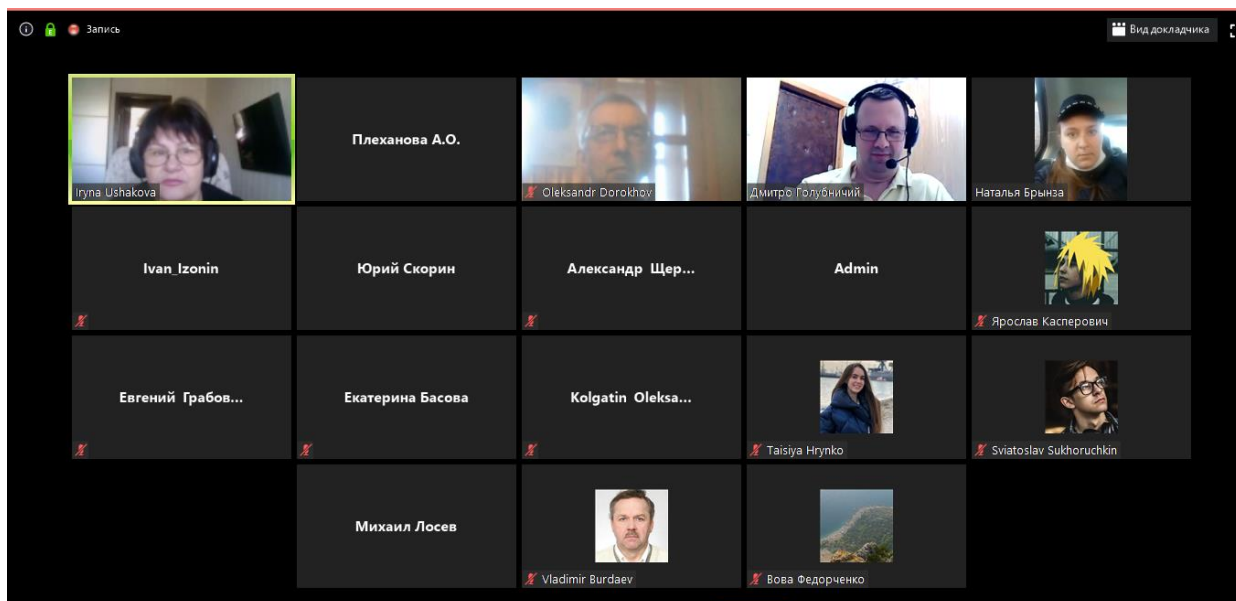 Запись
Вид докладчика
Iryna Ushakova
Плеханова А.О.
Oleksandr Dorokhov
Дмитро Голубничий
Наталья Брынза
Ivan_Izonin
Юрий Скорин
Александр Щер...
Admin
Ярослав Касперович
Евгений Грабов...
Екатерина Басова
Kolgatin Oleksa...
Taisiya Hrynko
Sviatoslav Sukhoruchkin
Михаил Лосев
Vladimir Burdaev
Вова Федорченко